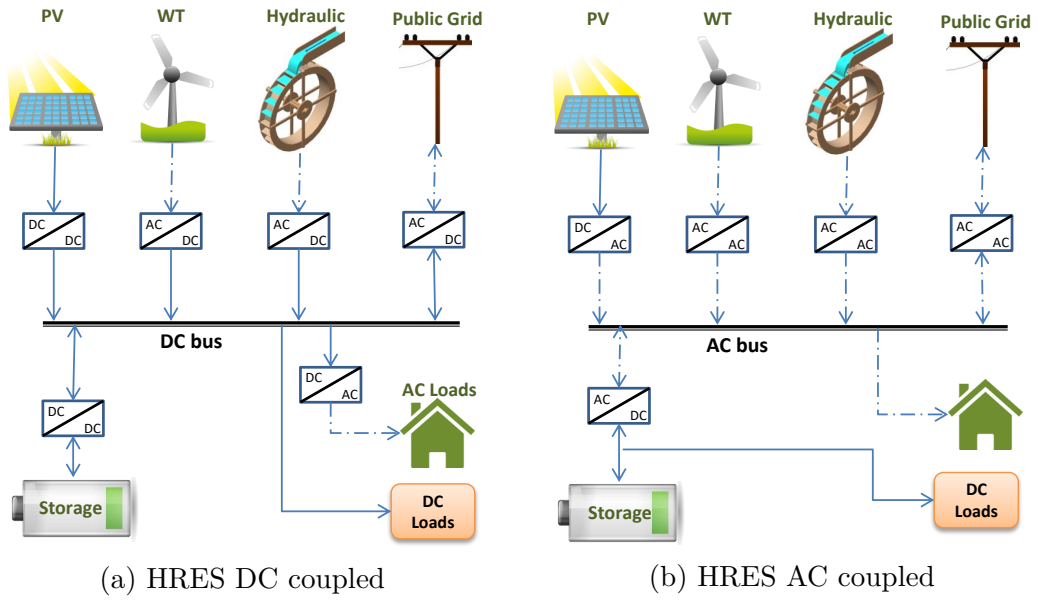 PV WT Hydraulic Public Grid
DC DC AC DC AC DC AC DC
DC bus
DC AC
AC Loads
DC DC
Storage
DC Loads
(a) HRES DC coupled
PV WT Hydraulic Public Grid
DC AC AC AC AC AC AC AC
AC bus
AC DC
Storage
DC Loads
(b) HRES AC coupled